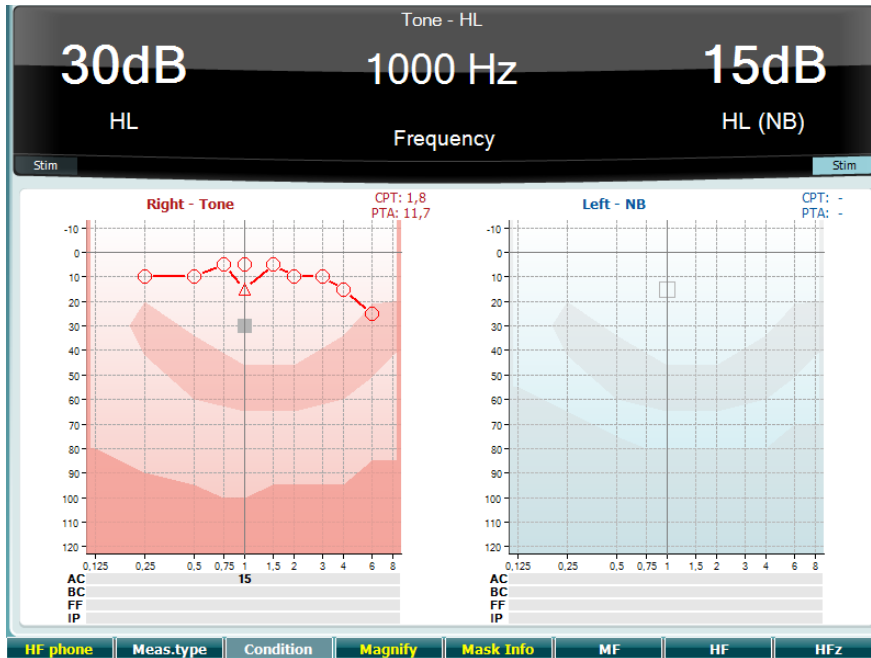 Tone - HL
30dB 1000 Hz 15dB
HL Frequency HL (NB)
Stim Stim
Right - Tone CPT: 1,8
PTA: 11,7
Left - NB CPT: -
PTA: -
-10
0
10
20
30
40
50
60
70
80
90
100
110
120
0,125 0,25 0,5 0,75 1 1,5 2 3 4 6 8
AC 15
BC
FF
IP
-10
0
10
20
30
40
50
60
70
80
90
100
110
120
0,125 0,25 0,5 0,75 1 1,5 2 3 4 6 8
AC
BC
FF
IP
HF phone Meas.type Condition Magnify Mask Info MF HF HFz